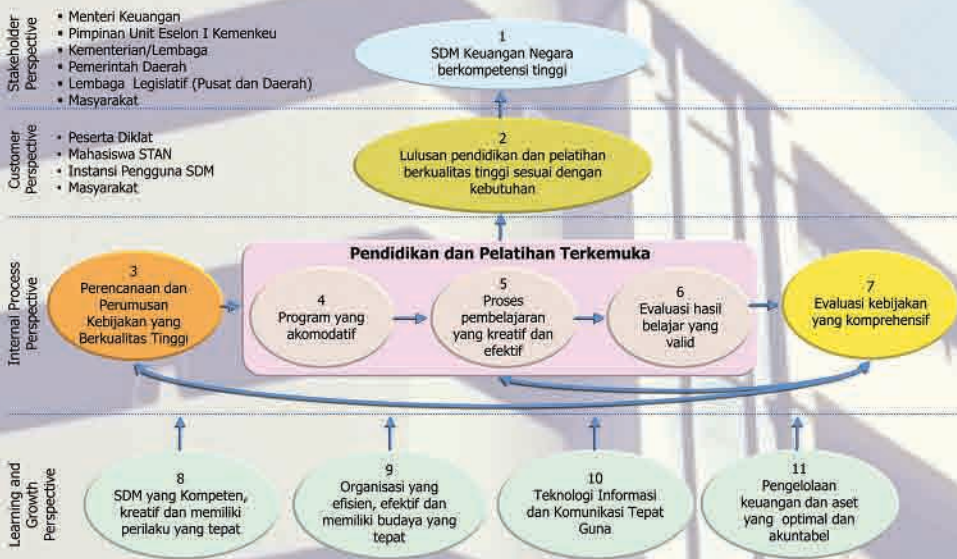 Stakeholder
Perspective
• Menteri Keuangan
• Pimpinan Unit Eselon I Kemenkeu
• Kementerian/Lembaga
• Pemerintah Daerah
• Lembaga Legislatif (Pusat dan Daerah)
• Masyarakat
1
SDM Keuangan Negara
berkompetensi tinggi
Customer
Perspective
• Peserta Diklat
• Mahasiswa STAN
• Instansi Pengguna SDM
• Masyarakat
2
Lulusan pendidikan dan pelatihan
berkualitas tinggi sesuai dengan
kebutuhan
Internal Process
Perspective
Pendidikan dan Pelatihan Terkemuka
3
Perencanaan dan
Perumusan
Kebijakan yang
Berkualitas Tinggi
4
Program yang
akomodatif
5
Proses
pembelajaran
yang kreatif dan
efektif
6
Evaluasi hasil
belajar yang
valid
7
Evaluasi kebijakan
yang komprehensif
Learning and
Growth
Perspective
8
SDM yang Kompeten,
kreatif dan memiliki
perilaku yang tepat
9
Organisasi yang
efisien, efektif dan
memiliki budaya yang
tepat
10
Teknologi Informasi
dan Komunikasi Tepat
Guna
11
Pengelolaan
keuangan dan aset
yang optimal dan
akuntabel